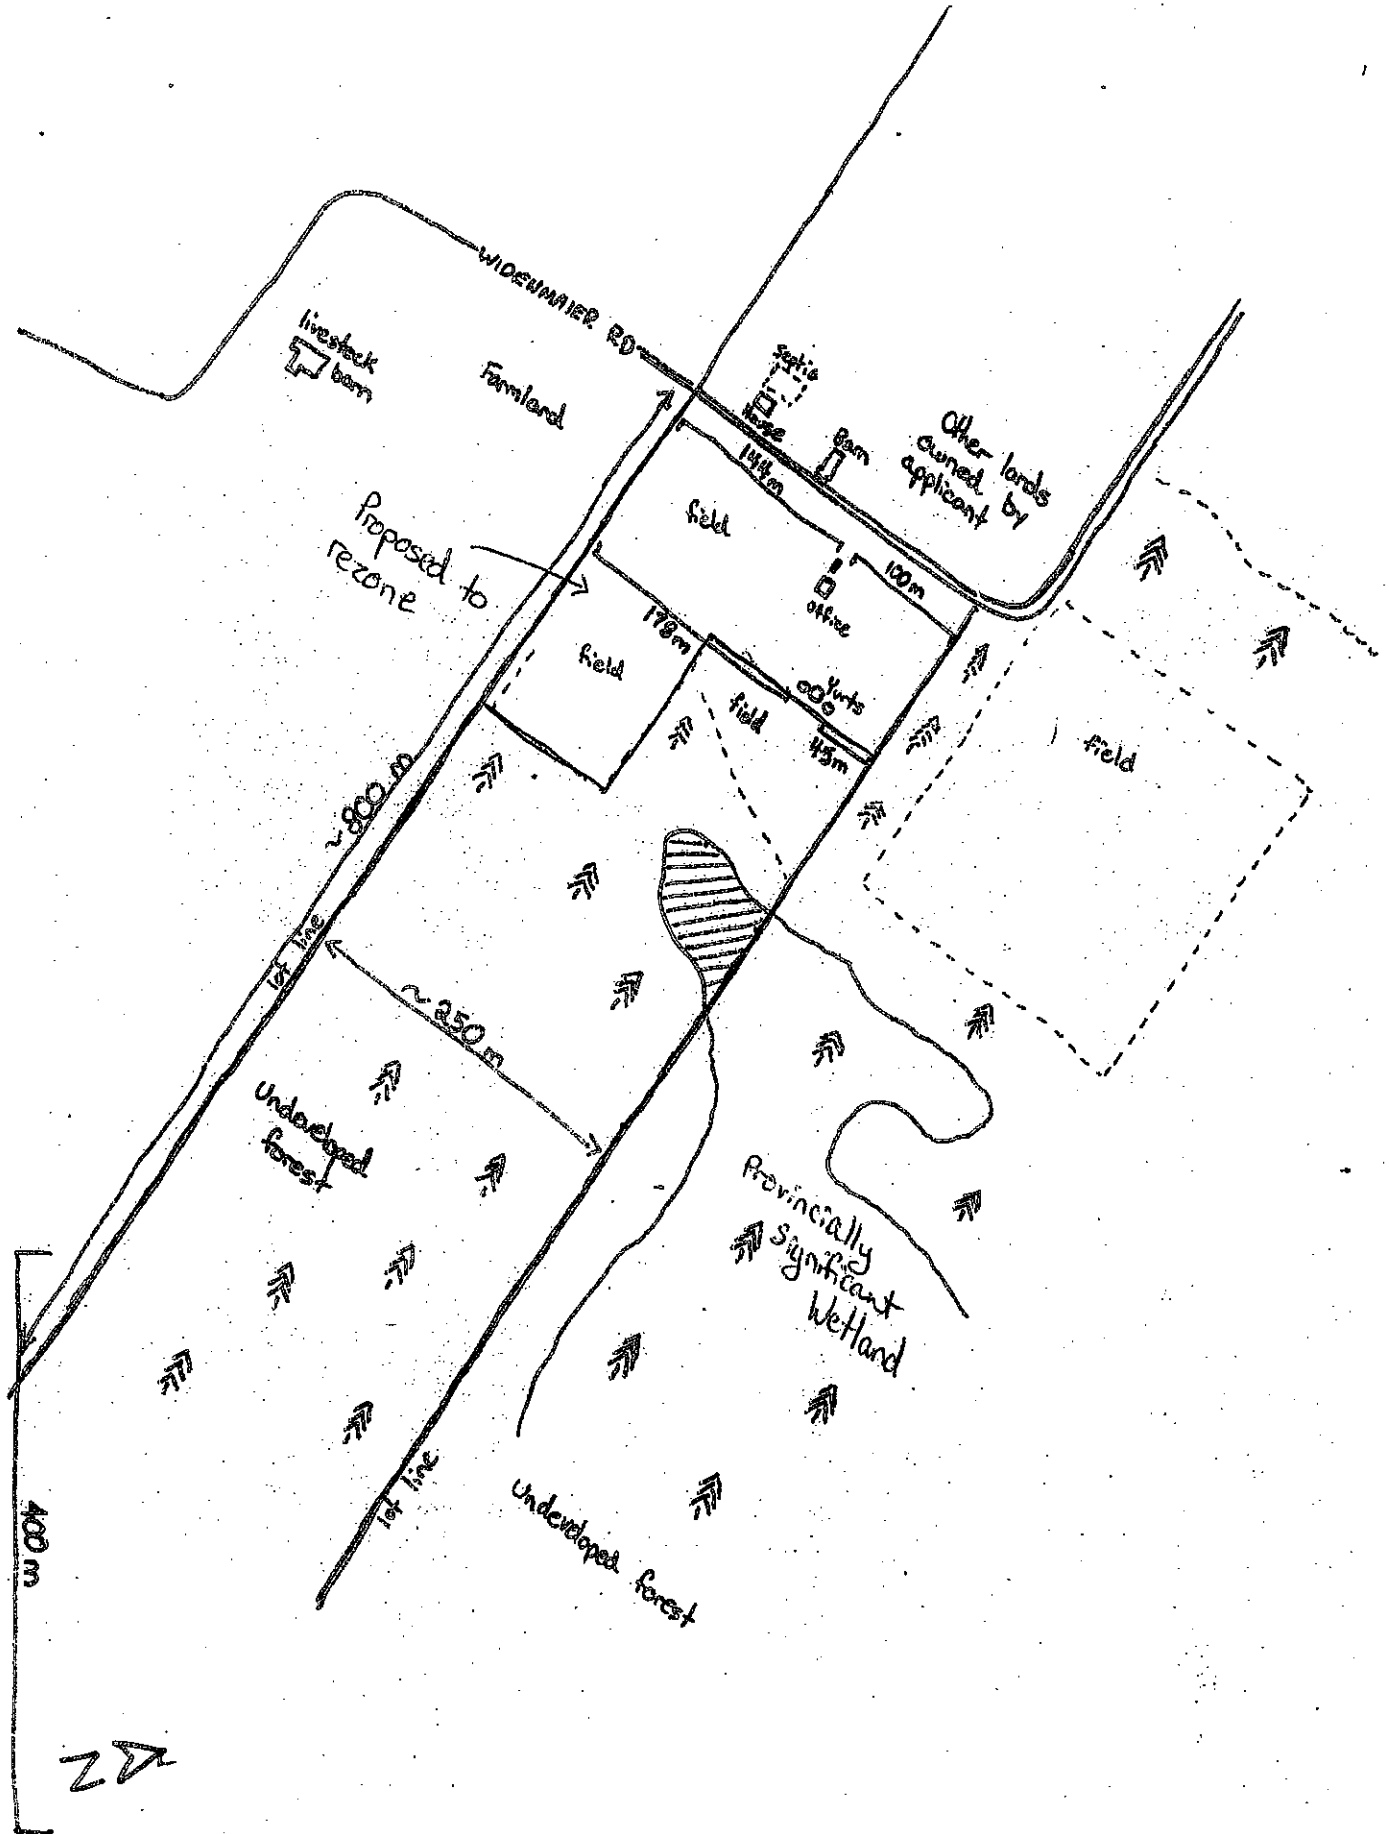 WIDENMAIER RD
livestock
barn
Farmland
Septic
House
Barn
Other lands
owned by
applicant
144m
field
Proposed to
rezone
100m
office
178m
field
Yurts
field
45m
field
~800 m
lot line
~250 m
Undeveloped
forest
Provincially
Significant
Wetland
lot line
Undeveloped forest
400 m
N